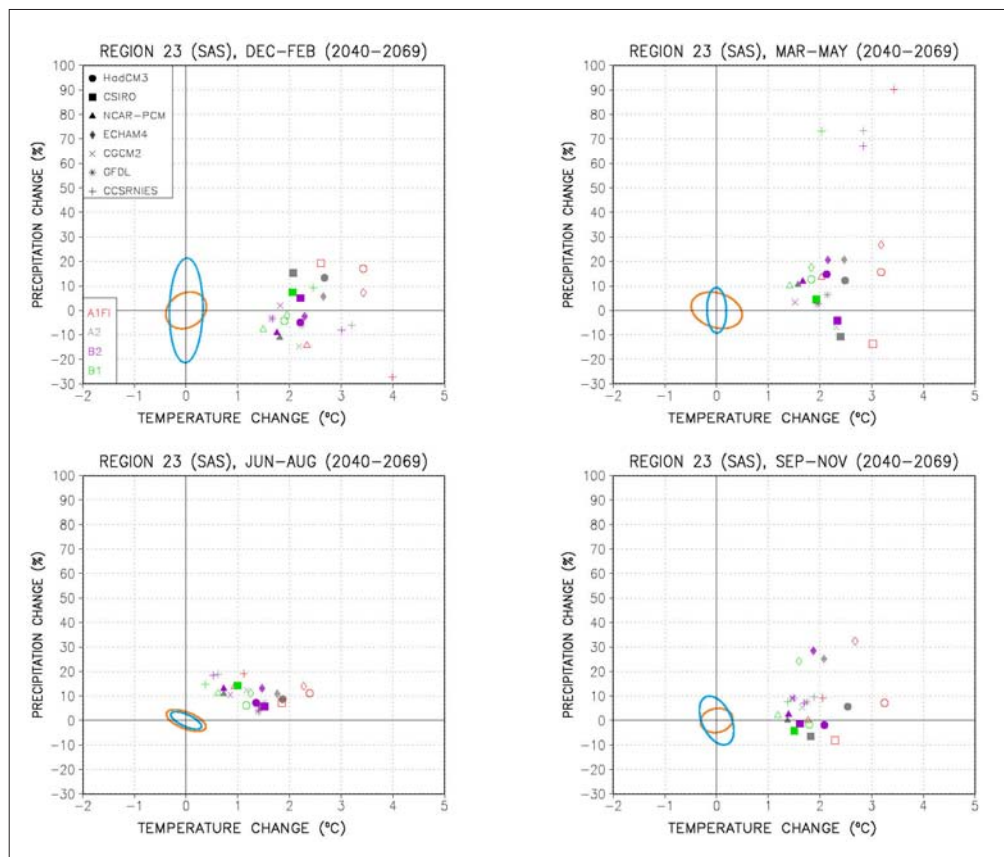 REGION 23 (SAS), DEC-FEB (2040-2069)
PRECIPITATION CHANGE (%)
100
90
80
70
60
50
40
30
20
10
0
-10
-20
-30
HadCM3
CSIRO
NCAR-PCM
ECHAM4
CGCM2
GFDL
CCSRNIES
A1FI
A2
B2
B1
-2 -1 0 1 2 3 4 5
TEMPERATURE CHANGE (ºC)
REGION 23 (SAS), MAR-MAY (2040-2069)
PRECIPITATION CHANGE (%)
100
90
80
70
60
50
40
30
20
10
0
-10
-20
-30
-2 -1 0 1 2 3 4 5
TEMPERATURE CHANGE (ºC)
REGION 23 (SAS), JUN-AUG (2040-2069)
PRECIPITATION CHANGE (%)
100
90
80
70
60
50
40
30
20
10
0
-10
-20
-30
-2 -1 0 1 2 3 4 5
TEMPERATURE CHANGE (ºC)
REGION 23 (SAS), SEP-NOV (2040-2069)
PRECIPITATION CHANGE (%)
100
90
80
70
60
50
40
30
20
10
0
-10
-20
-30
-2 -1 0 1 2 3 4 5
TEMPERATURE CHANGE (ºC)